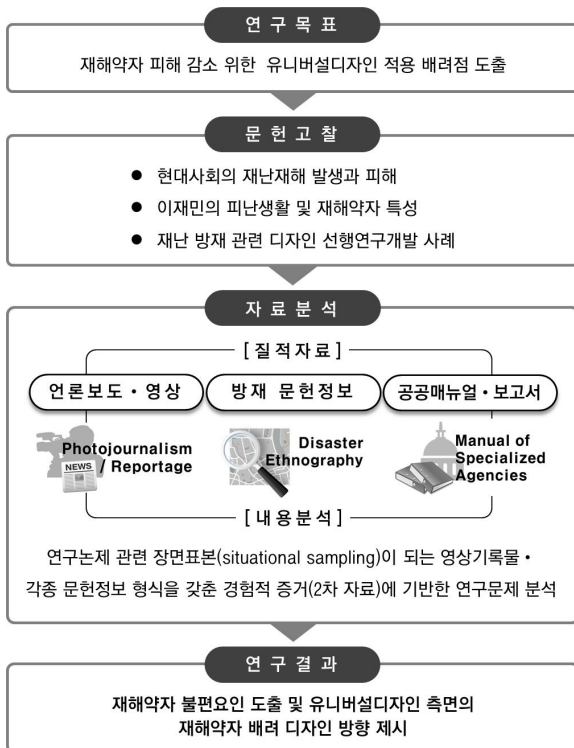 연구목표
재해약자 피해 감소 위한 유니버설디자인 적용 배려점 도출
문헌고찰
● 현대사회의 재난재해 발생과 피해
● 이재민의 피난생활 및 재해약자 특성
● 재난 방재 관련 디자인 선행연구개발 사례
자료분석
[질적자료]
언론보도・영상
방재 문헌정보
공공매뉴얼・보고서
Photojournalism
/ Reportage
NEWS
Disaster
Ethnography
Manual of
Specialized
Agencies
[내용분석]
연구논제 관련 장면표본(situational sampling)이 되는 영상기록물・
각종 문헌정보 형식을 갖춘 경험적 증거(2차 자료)에 기반한 연구문제 분석
연구결과
재해약자 불편요인 도출 및 유니버설디자인 측면의
재해약자 배려 디자인 방향 제시